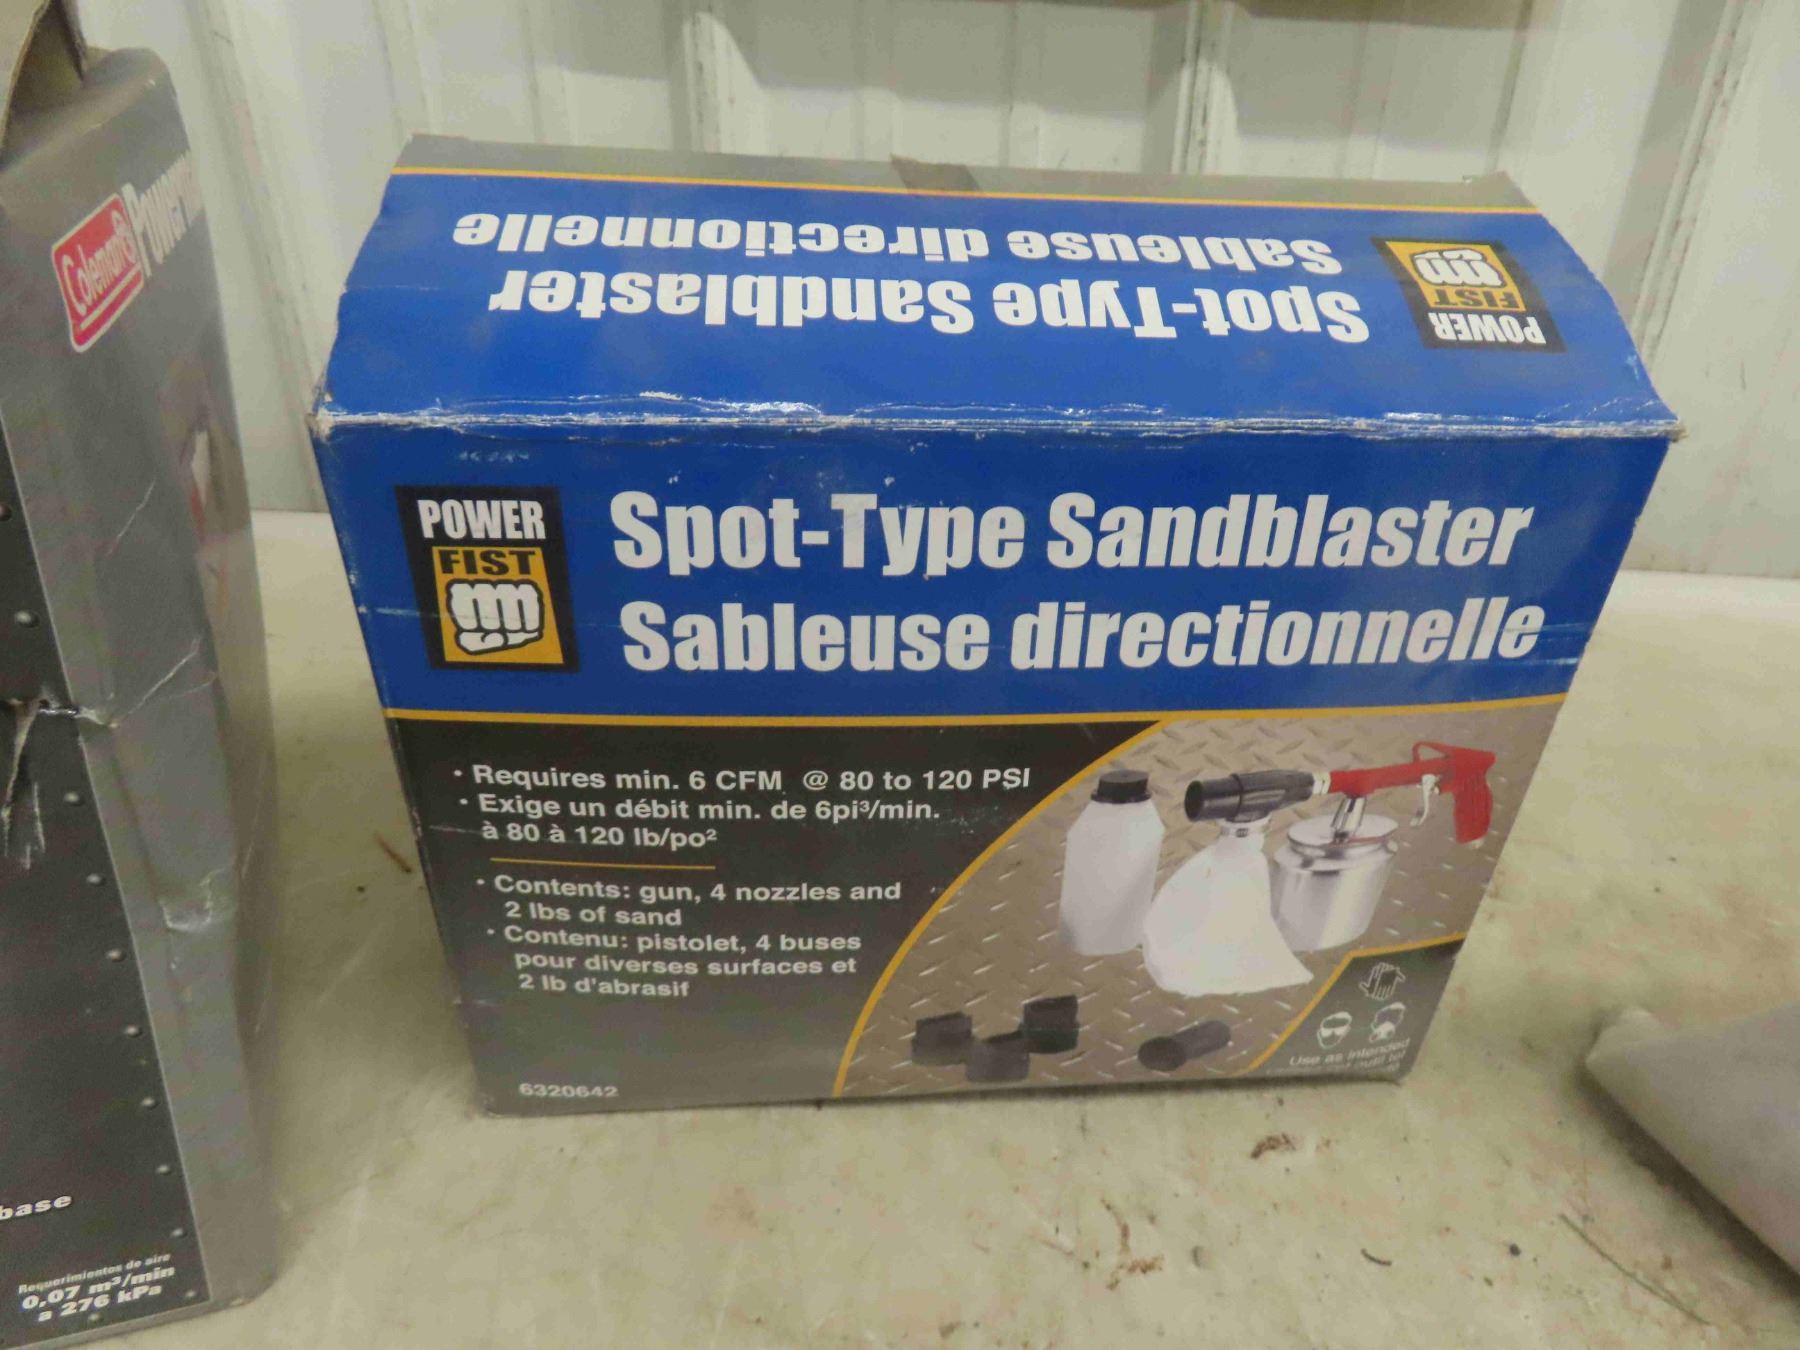 Coleman
Sableuse directionnelle
Spot-Type Sandblaster
POWER
FIST
POWER
FIST
Spot-Type Sandblaster
Sableuse directionnelle
• Requires min. 6 CFM @ 80 to 120 PSI
• Exige un débit min. de 6pi³/min.
à 80 à 120 lb/po²
• Contents: gun, 4 nozzles and
2 lbs of sand
• Contenu: pistolet, 4 buses
pour diverses surfaces et
2 lb d'abrasif
6320642
Use as intended
outil tel
base
Requerimientos de aire
0,07 m³/min
a 276 kPa